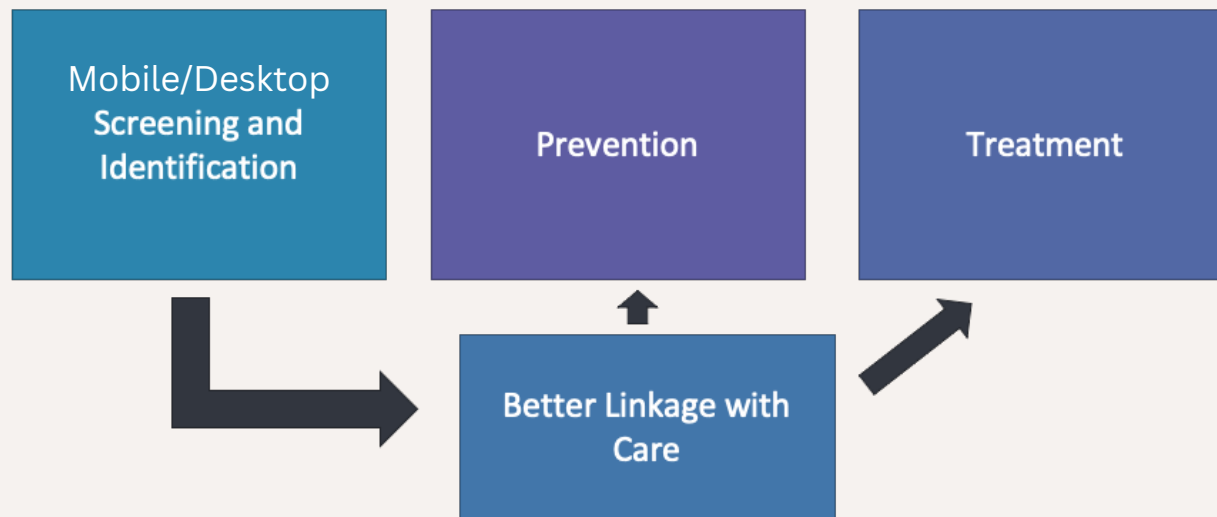 Mobile/Desktop
Screening and
Identification
Prevention
Treatment
Better Linkage with
Care